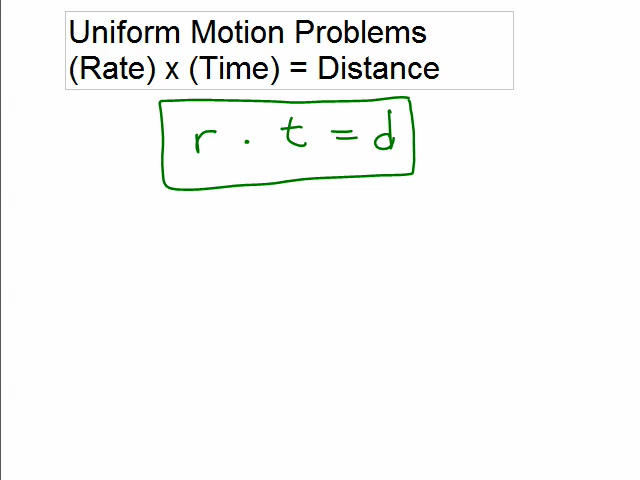 Uniform Motion Problems
(Rate) x (Time) = Distance
r · t = d